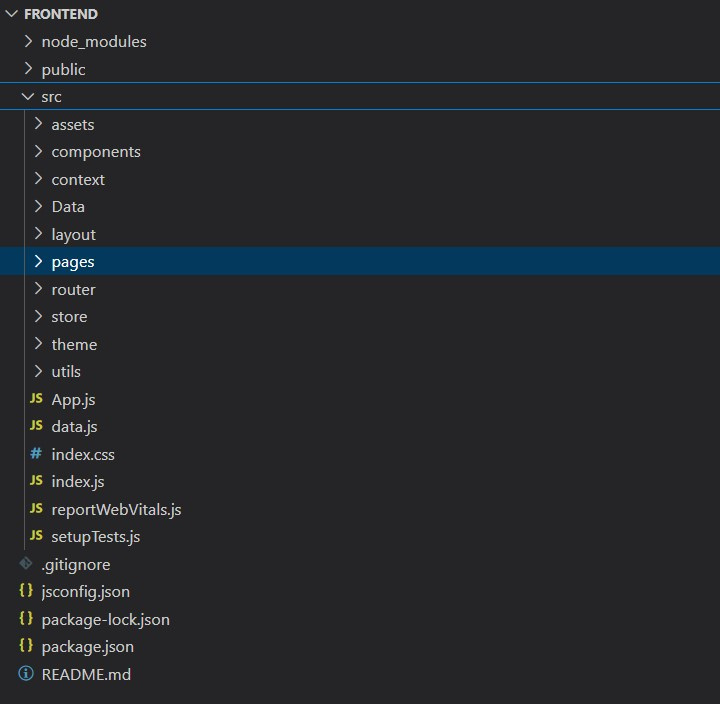 FRONTEND
node_modules
public
src
assets
components
context
Data
layout
pages
router
store
theme
utils
JS App.js
JS data.js
# index.css
JS index.js
JS reportWebVitals.js
JS setupTests.js
.gitignore
{} jsconfig.json
{} package-lock.json
{} package.json
README.md